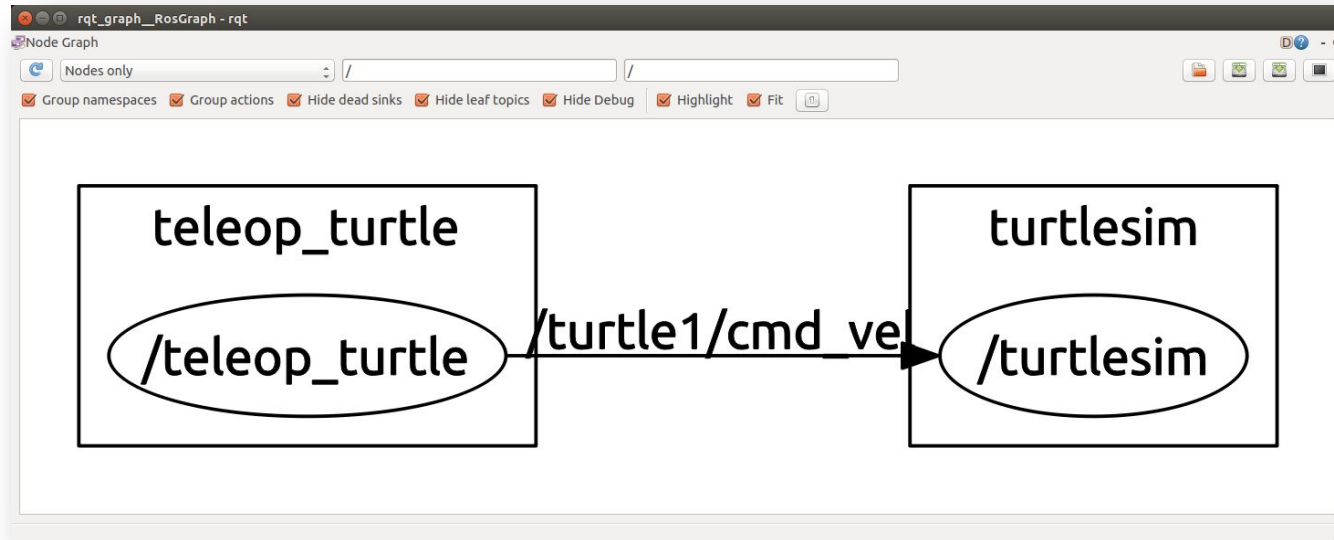 rqt_graph__RosGraph - rqt
Node Graph
D ? -
Nodes only / /
Group namespaces Group actions Hide dead sinks Hide leaf topics Hide Debug Highlight Fit
teleop_turtle turtlesim
/teleop_turtle /turtle1/cmd_vel /turtlesim